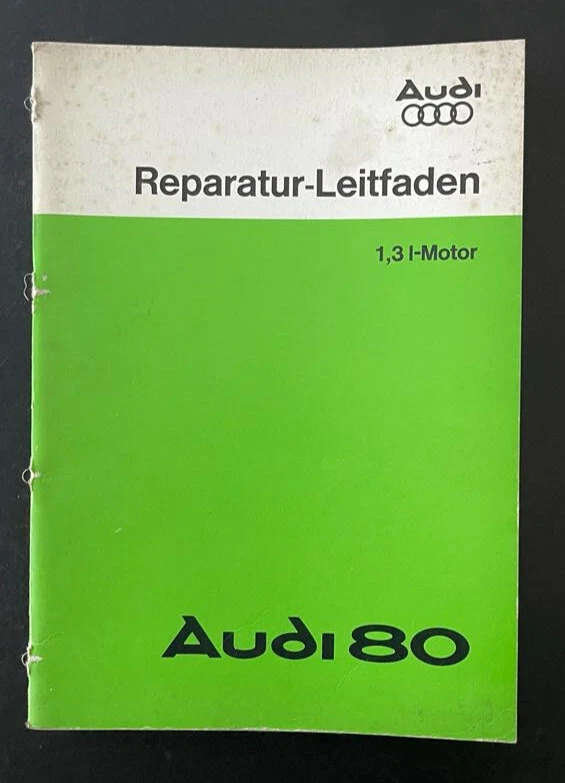 Audi
Reparatur-Leitfaden
1,3 l-Motor
Audi 80